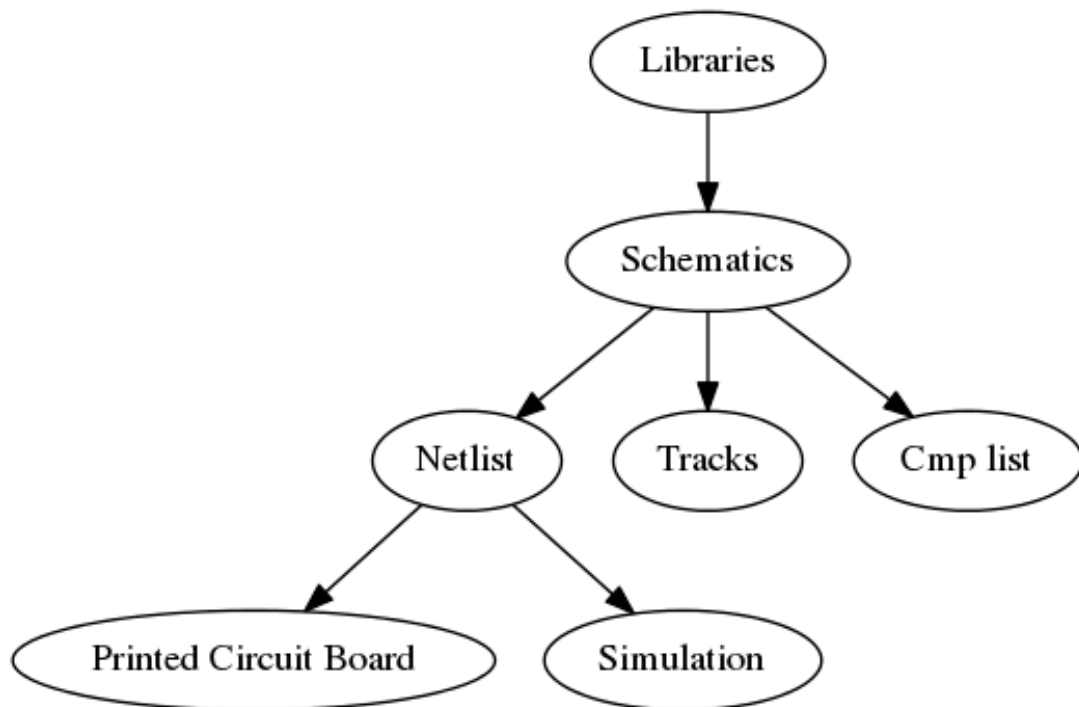 Libraries
Schematics
Netlist
Tracks
Cmp list
Printed Circuit Board
Simulation